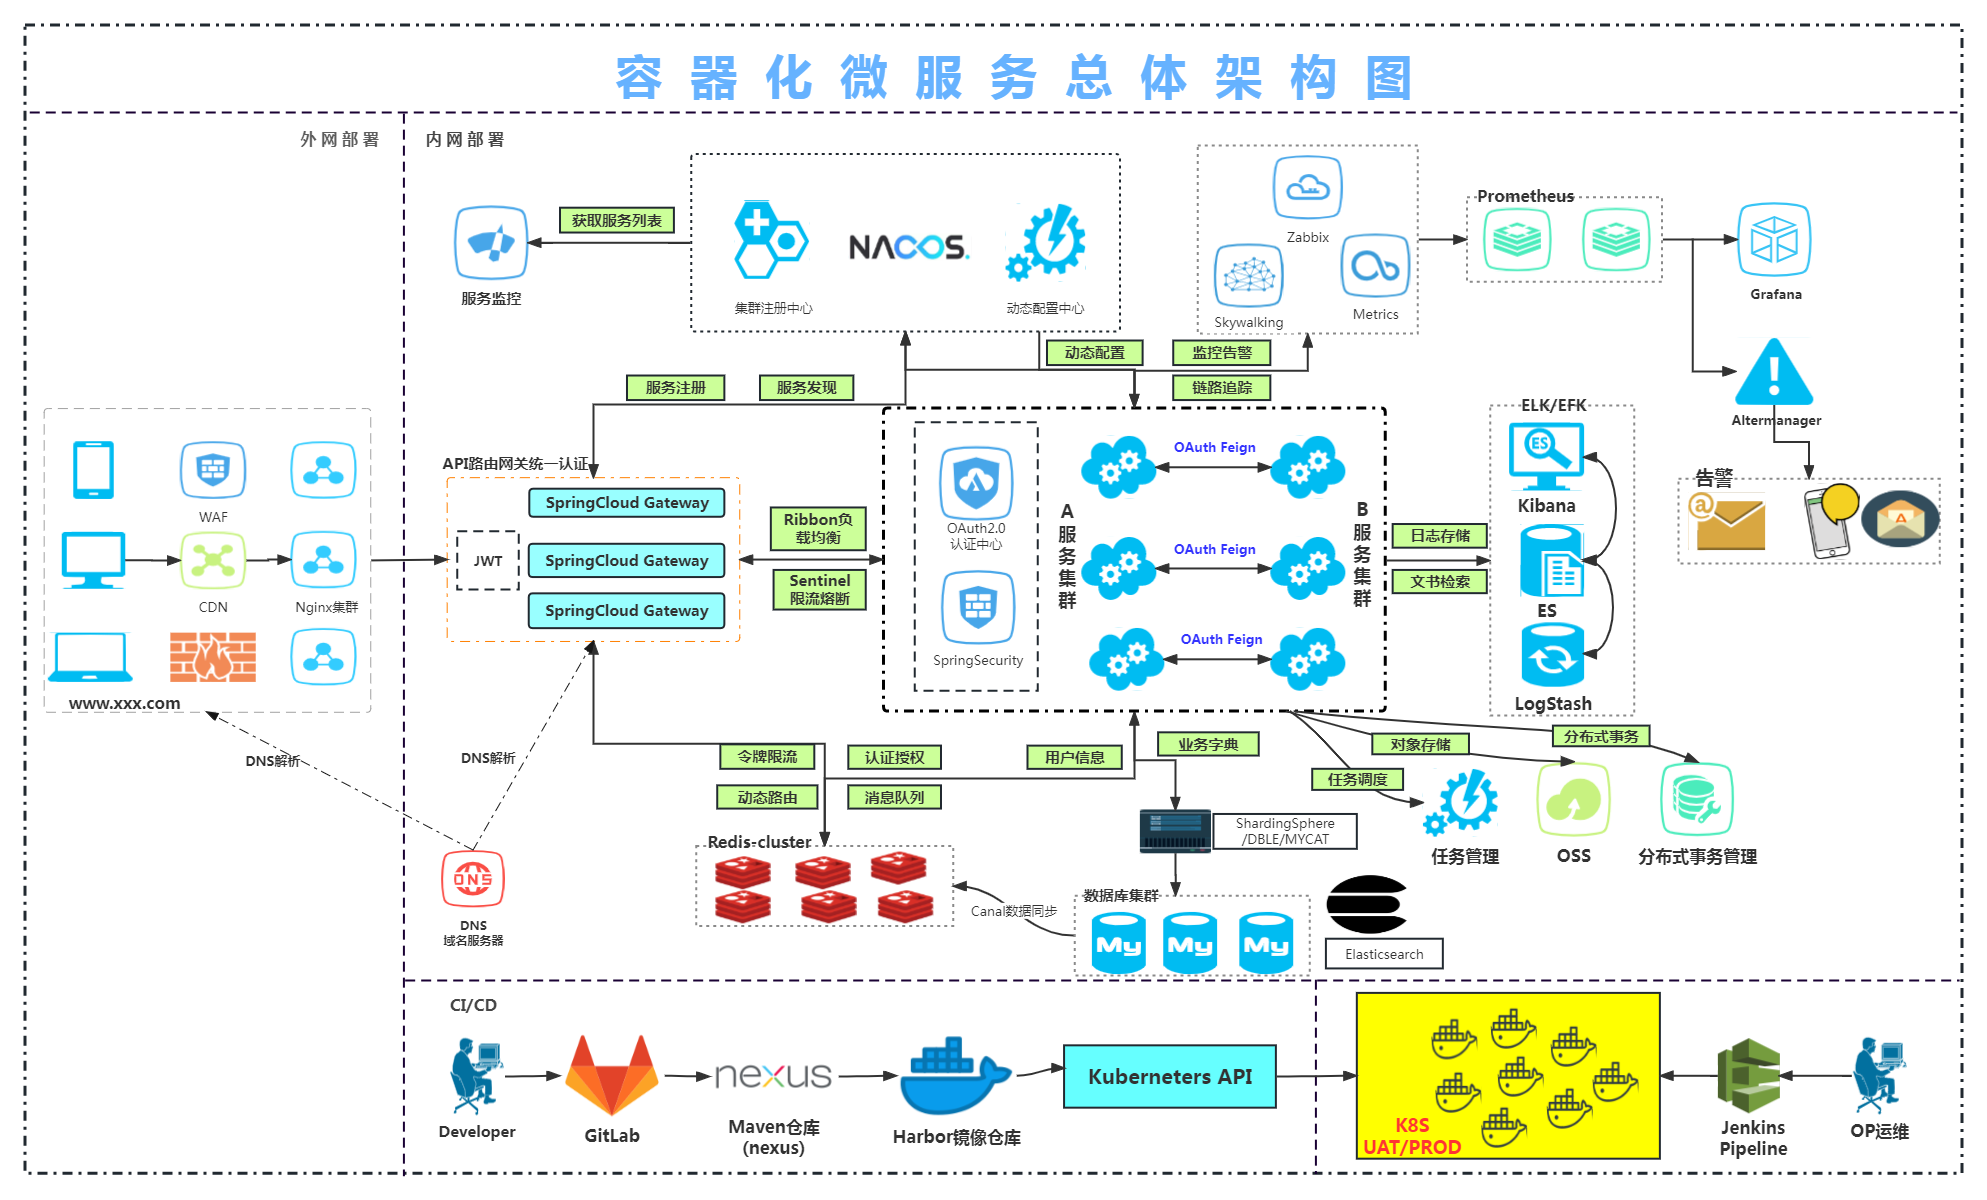 容器化微服务总体架构图
外网部署
内网部署
获取服务列表
服务监控
集群注册中心
NACOS.
动态配置中心
Zabbix
Skywalking
Metrics
Prometheus
Grafana
动态配置
监控告警
链路追踪
服务注册
服务发现
Altermanager
告警
WAF
CDN
Nginx集群
www.xxx.com
API路由网关统一认证
JWT
SpringCloud Gateway
SpringCloud Gateway
SpringCloud Gateway
Ribbon负
载均衡
Sentinel
限流熔断
OAuth2.0
认证中心
SpringSecurity
A
服
务
集
群
OAuth Feign
OAuth Feign
OAuth Feign
B
服
务
集
群
日志存储
文书检索
ELK/EFK
ES
Kibana
ES
LogStash
DNS解析
DNS解析
DNS
DNS
域名服务器
令牌限流
认证授权
动态路由
消息队列
用户信息
业务字典
任务调度
对象存储
分布式事务
任务管理
OSS
分布式事务管理
Redis-cluster
ShardingSphere
/DBLE/MYCAT
Canal数据同步
数据库集群
My
My
My
Elasticsearch
CI/CD
Developer
GitLab
nexus
Maven仓库
(nexus)
Harbor镜像仓库
Kuberneters API
K8S
UAT/PROD
Jenkins
Pipeline
OP运维